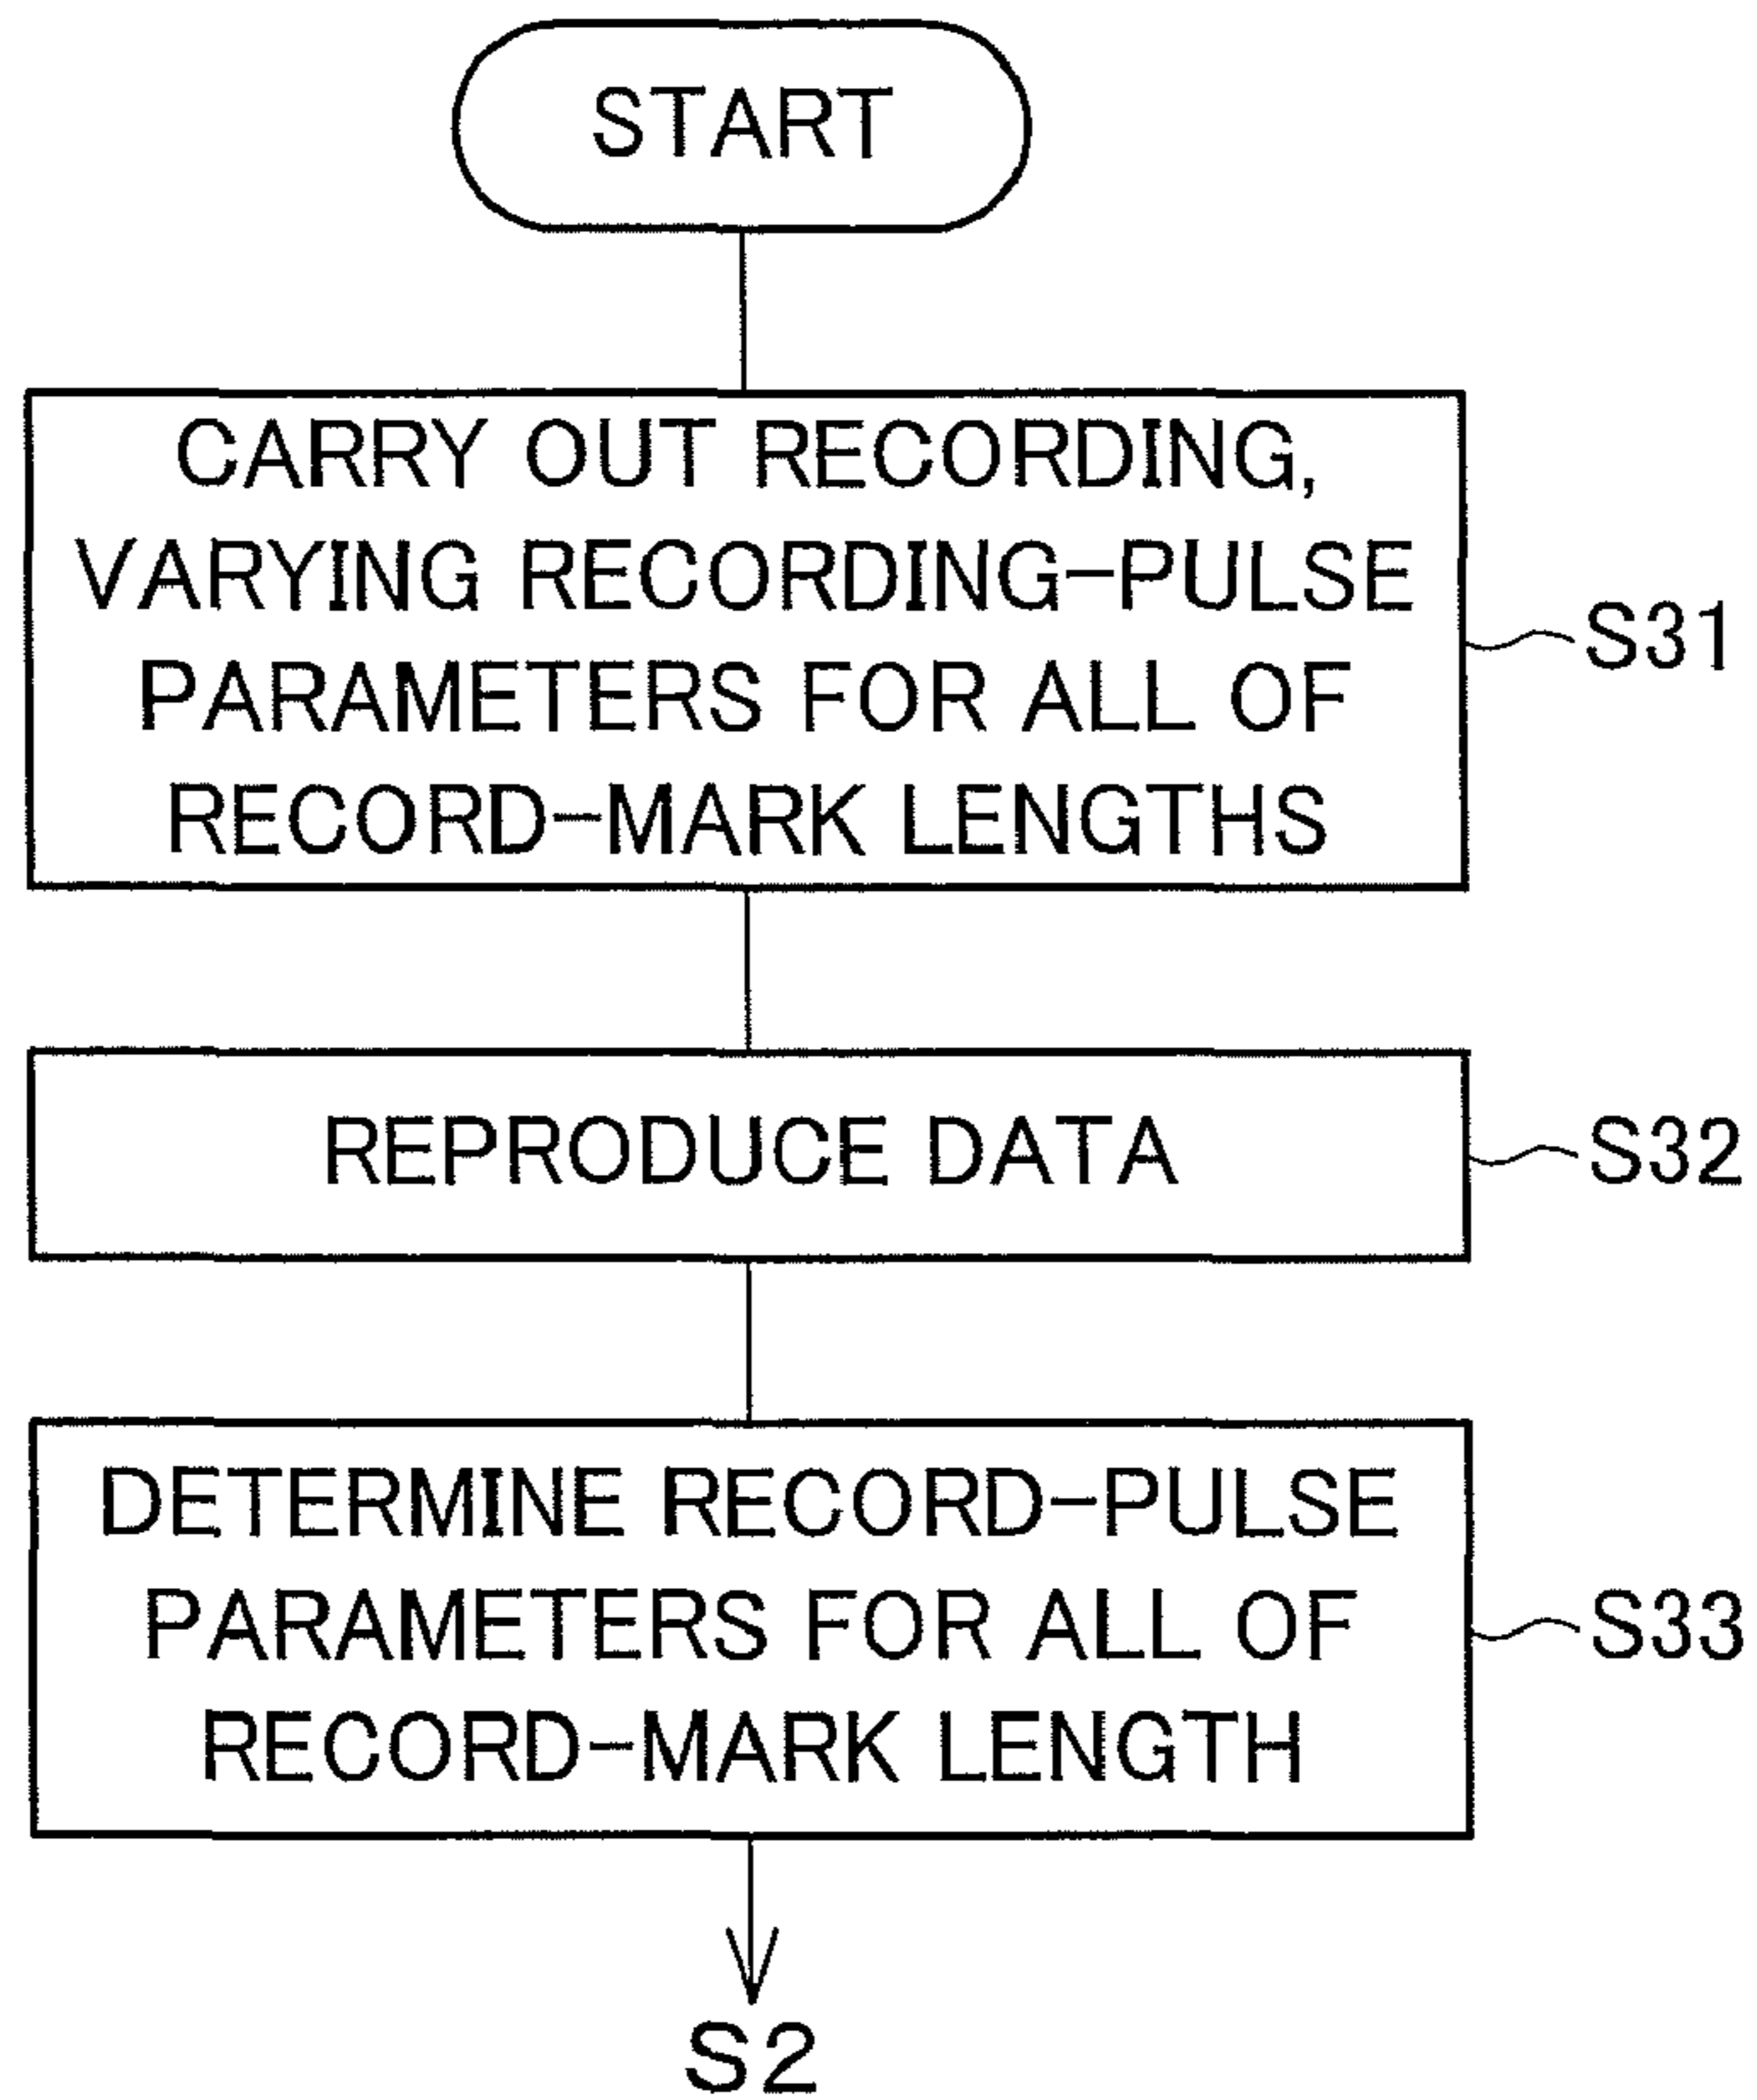 START
CARRY OUT RECORDING,
VARYING RECORDING-PULSE
PARAMETERS FOR ALL OF
RECORD-MARK LENGTHS
S31
REPRODUCE DATA
S32
DETERMINE RECORD-PULSE
PARAMETERS FOR ALL OF
RECORD-MARK LENGTH
S33
S2